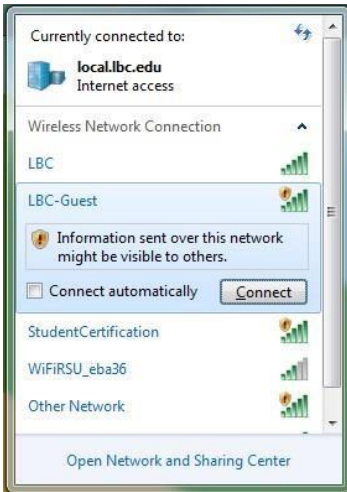 Currently connected to:
local.lbc.edu
Internet access
Wireless Network Connection
LBC
LBC-Guest
Information sent over this network
might be visible to others.
Connect automatically
Connect
StudentCertification
WiFiRSU_eba36
Other Network
Open Network and Sharing Center